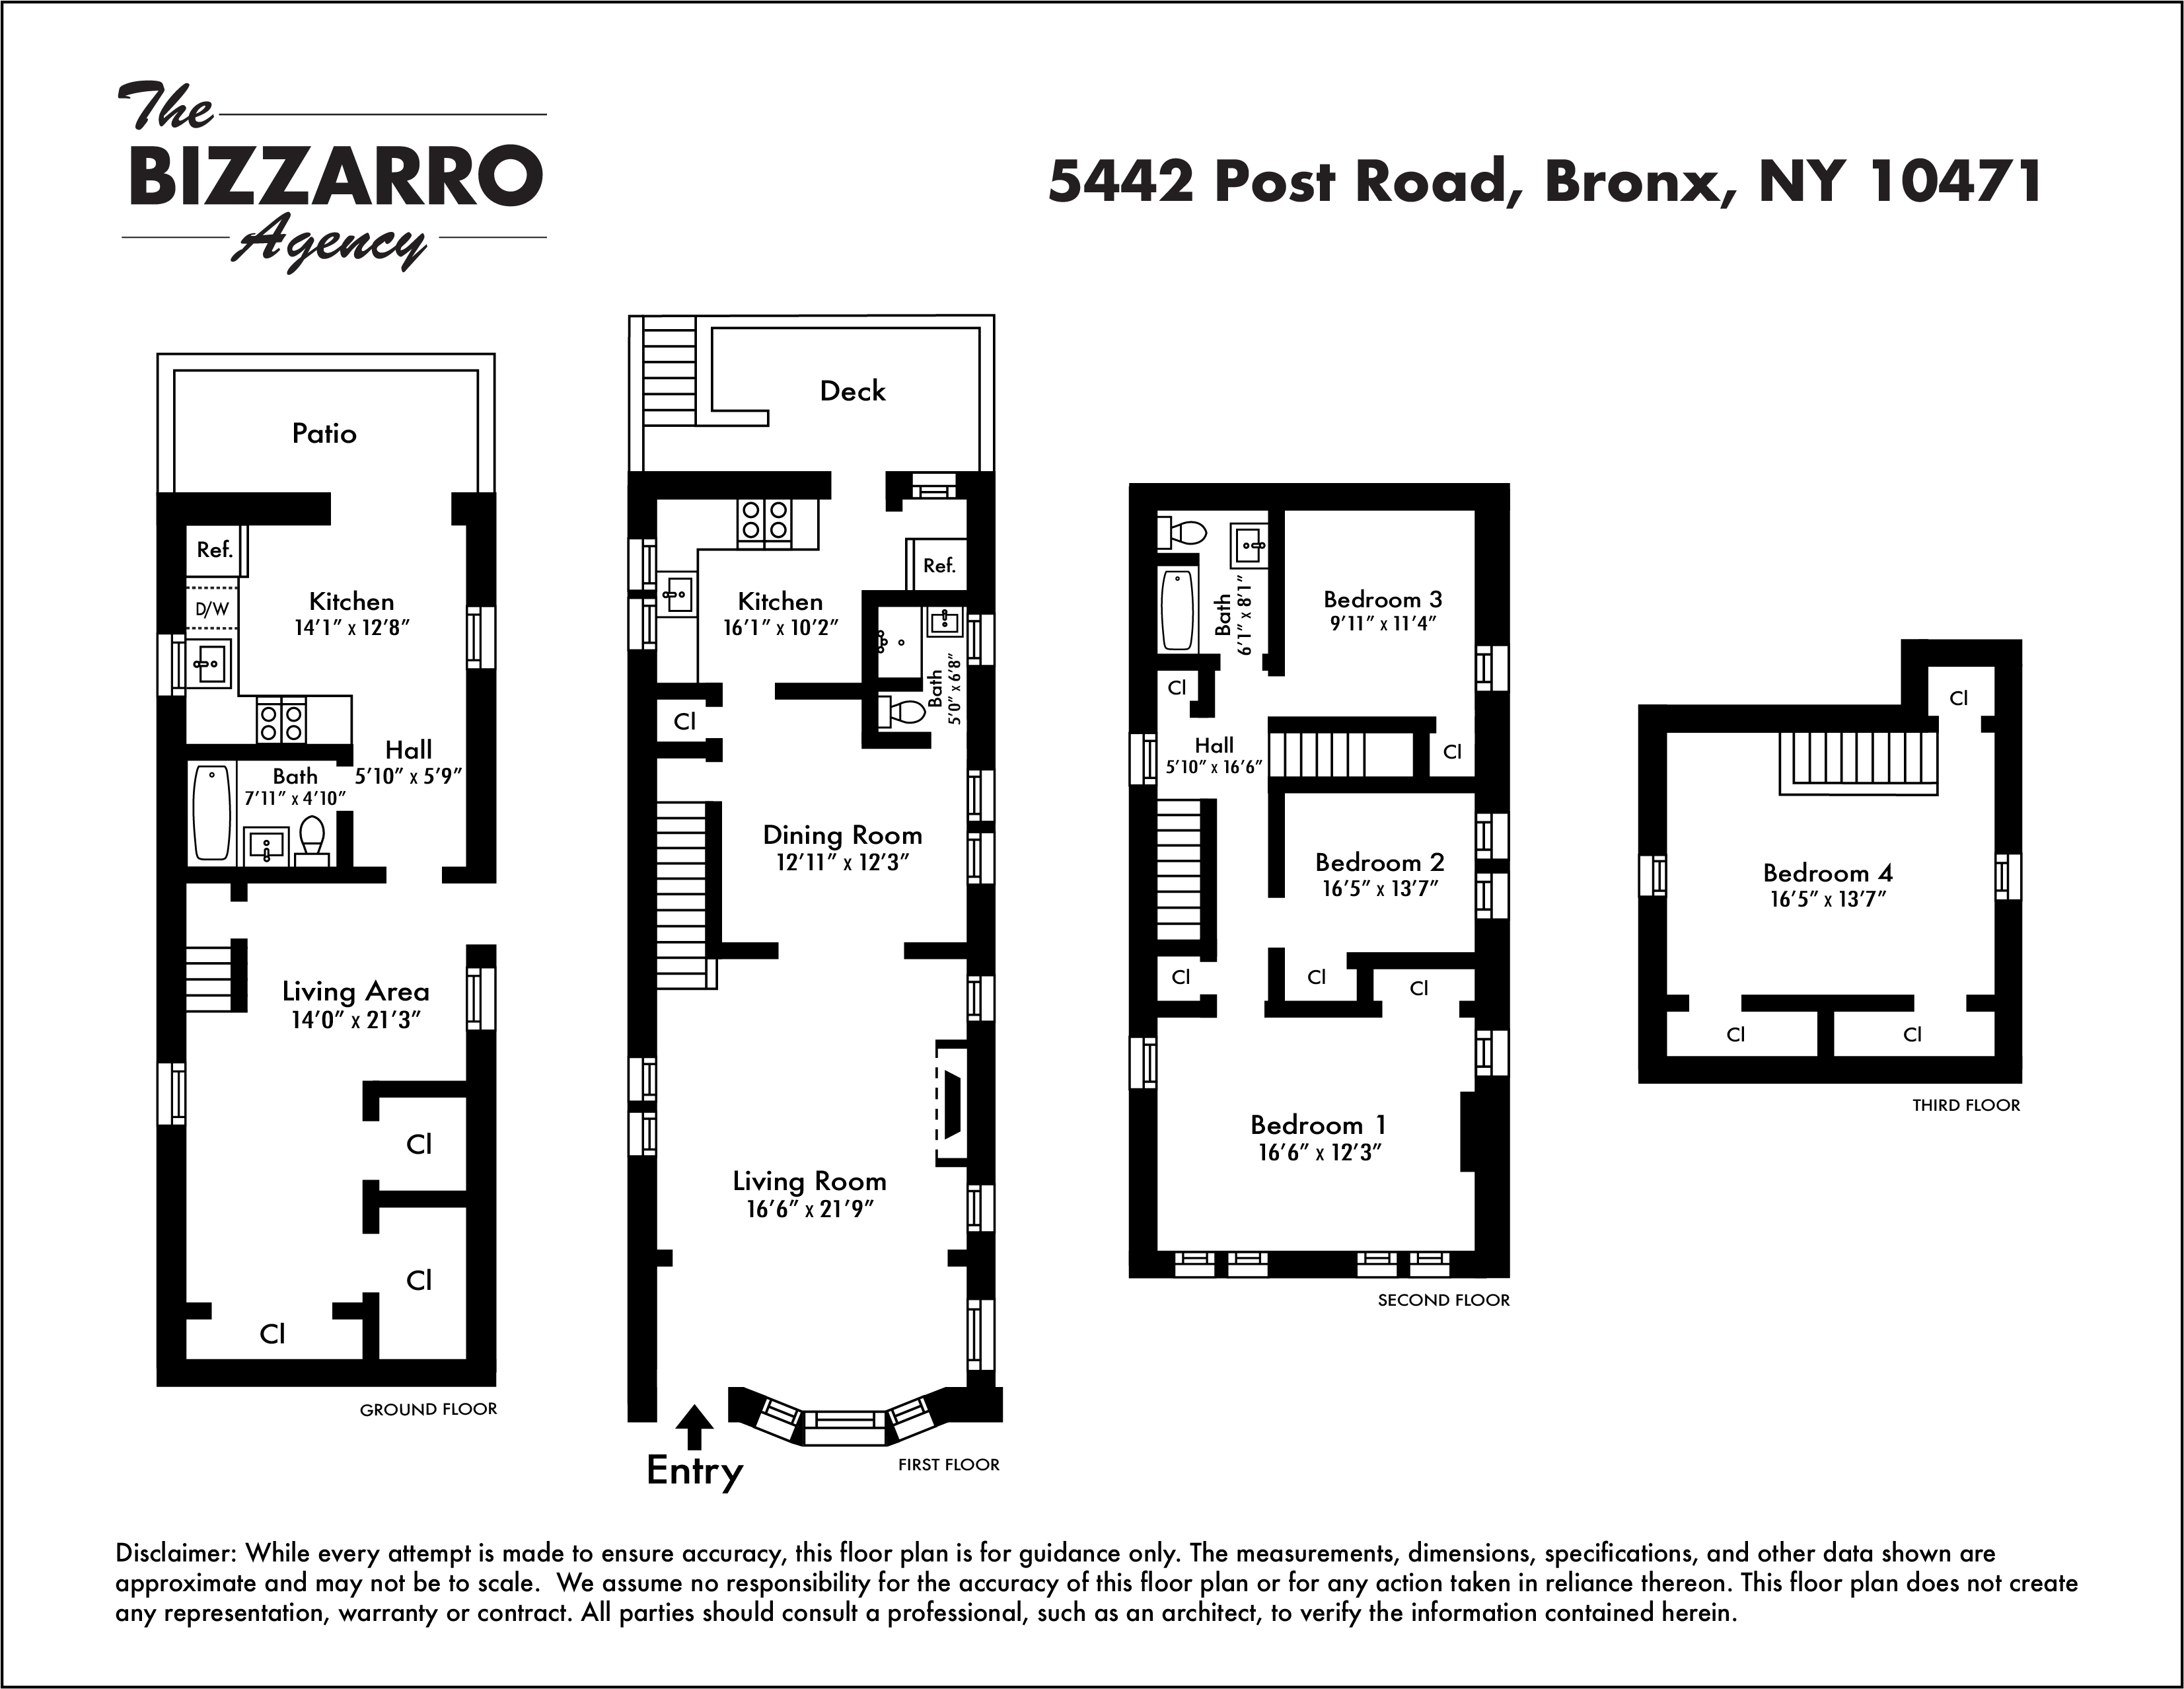 The
BIZZARRO
Agency
5442 Post Road, Bronx, NY 10471
Patio
Ref.
D/W
Kitchen
14'1" x 12'8"
Hall
5'10" x 5'9"
Bath
7'11" x 4'10"
Living Area
14'0" x 21'3"
Cl
Cl
Cl
GROUND FLOOR
Deck
Ref.
Kitchen
16'1" x 10'2"
Bath
5'0" x 6'8"
Cl
Dining Room
12'11" x 12'3"
Living Room
16'6" x 21'9"
Entry
FIRST FLOOR
Bath
6'1" x 8'1"
Bedroom 3
9'11" x 11'4"
Cl
Hall
5'10" x 16'6"
Cl
Bedroom 2
16'5" x 13'7"
Cl
Cl
Cl
Bedroom 1
16'6" x 12'3"
SECOND FLOOR
Cl
Bedroom 4
16'5" x 13'7"
Cl
Cl
THIRD FLOOR
Disclaimer: While every attempt is made to ensure accuracy, this floor plan is for guidance only. The measurements, dimensions, specifications, and other data shown are
approximate and may not be to scale.  We assume no responsibility for the accuracy of this floor plan or for any action taken in reliance thereon. This floor plan does not create
any representation, warranty or contract. All parties should consult a professional, such as an architect, to verify the information contained herein.